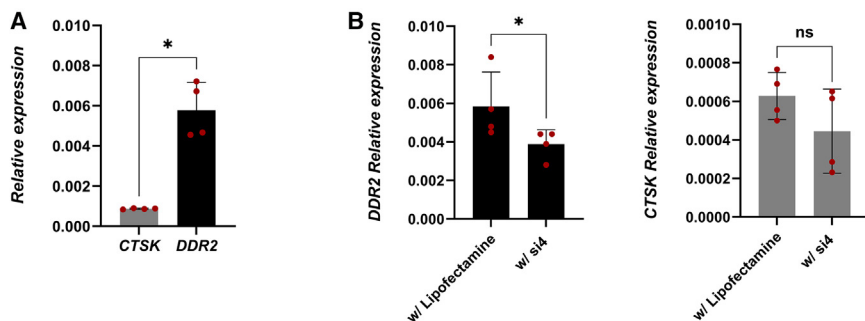 A
Relative expression
0.010
0.008
0.006
0.004
0.002
0.000
*
CTSK
DDR2
B
DDR2 Relative expression
0.010
0.008
0.006
0.004
0.002
0.000
*
w/ Lipofectamine
w/ si4
CTSK Relative expression
0.0010
0.0008
0.0006
0.0004
0.0002
0.0000
ns
w/ Lipofectamine
w/ si4